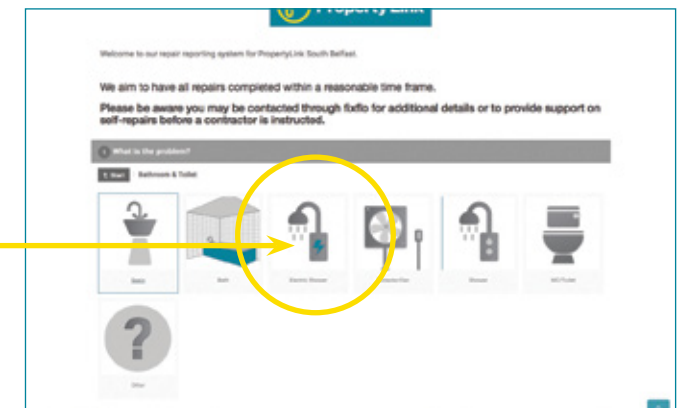 PropertyLink
Welcome to our repair reporting system for PropertyLink South Belfast.
We aim to have all repairs completed within a reasonable time frame.
Please be aware you may be contacted through fixflo for additional details or to provide support on
self-repairs before a contractor is instructed.
What is the problem?
Start Bathroom & Toilet
Basin Bath Electric Shower Extractor Fan Shower WC/Toilet
?
Other